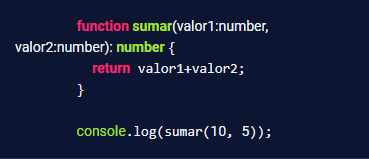 function sumar(valor1:number,
valor2:number): number {
return valor1+valor2;
}
console.log(sumar(10, 5));